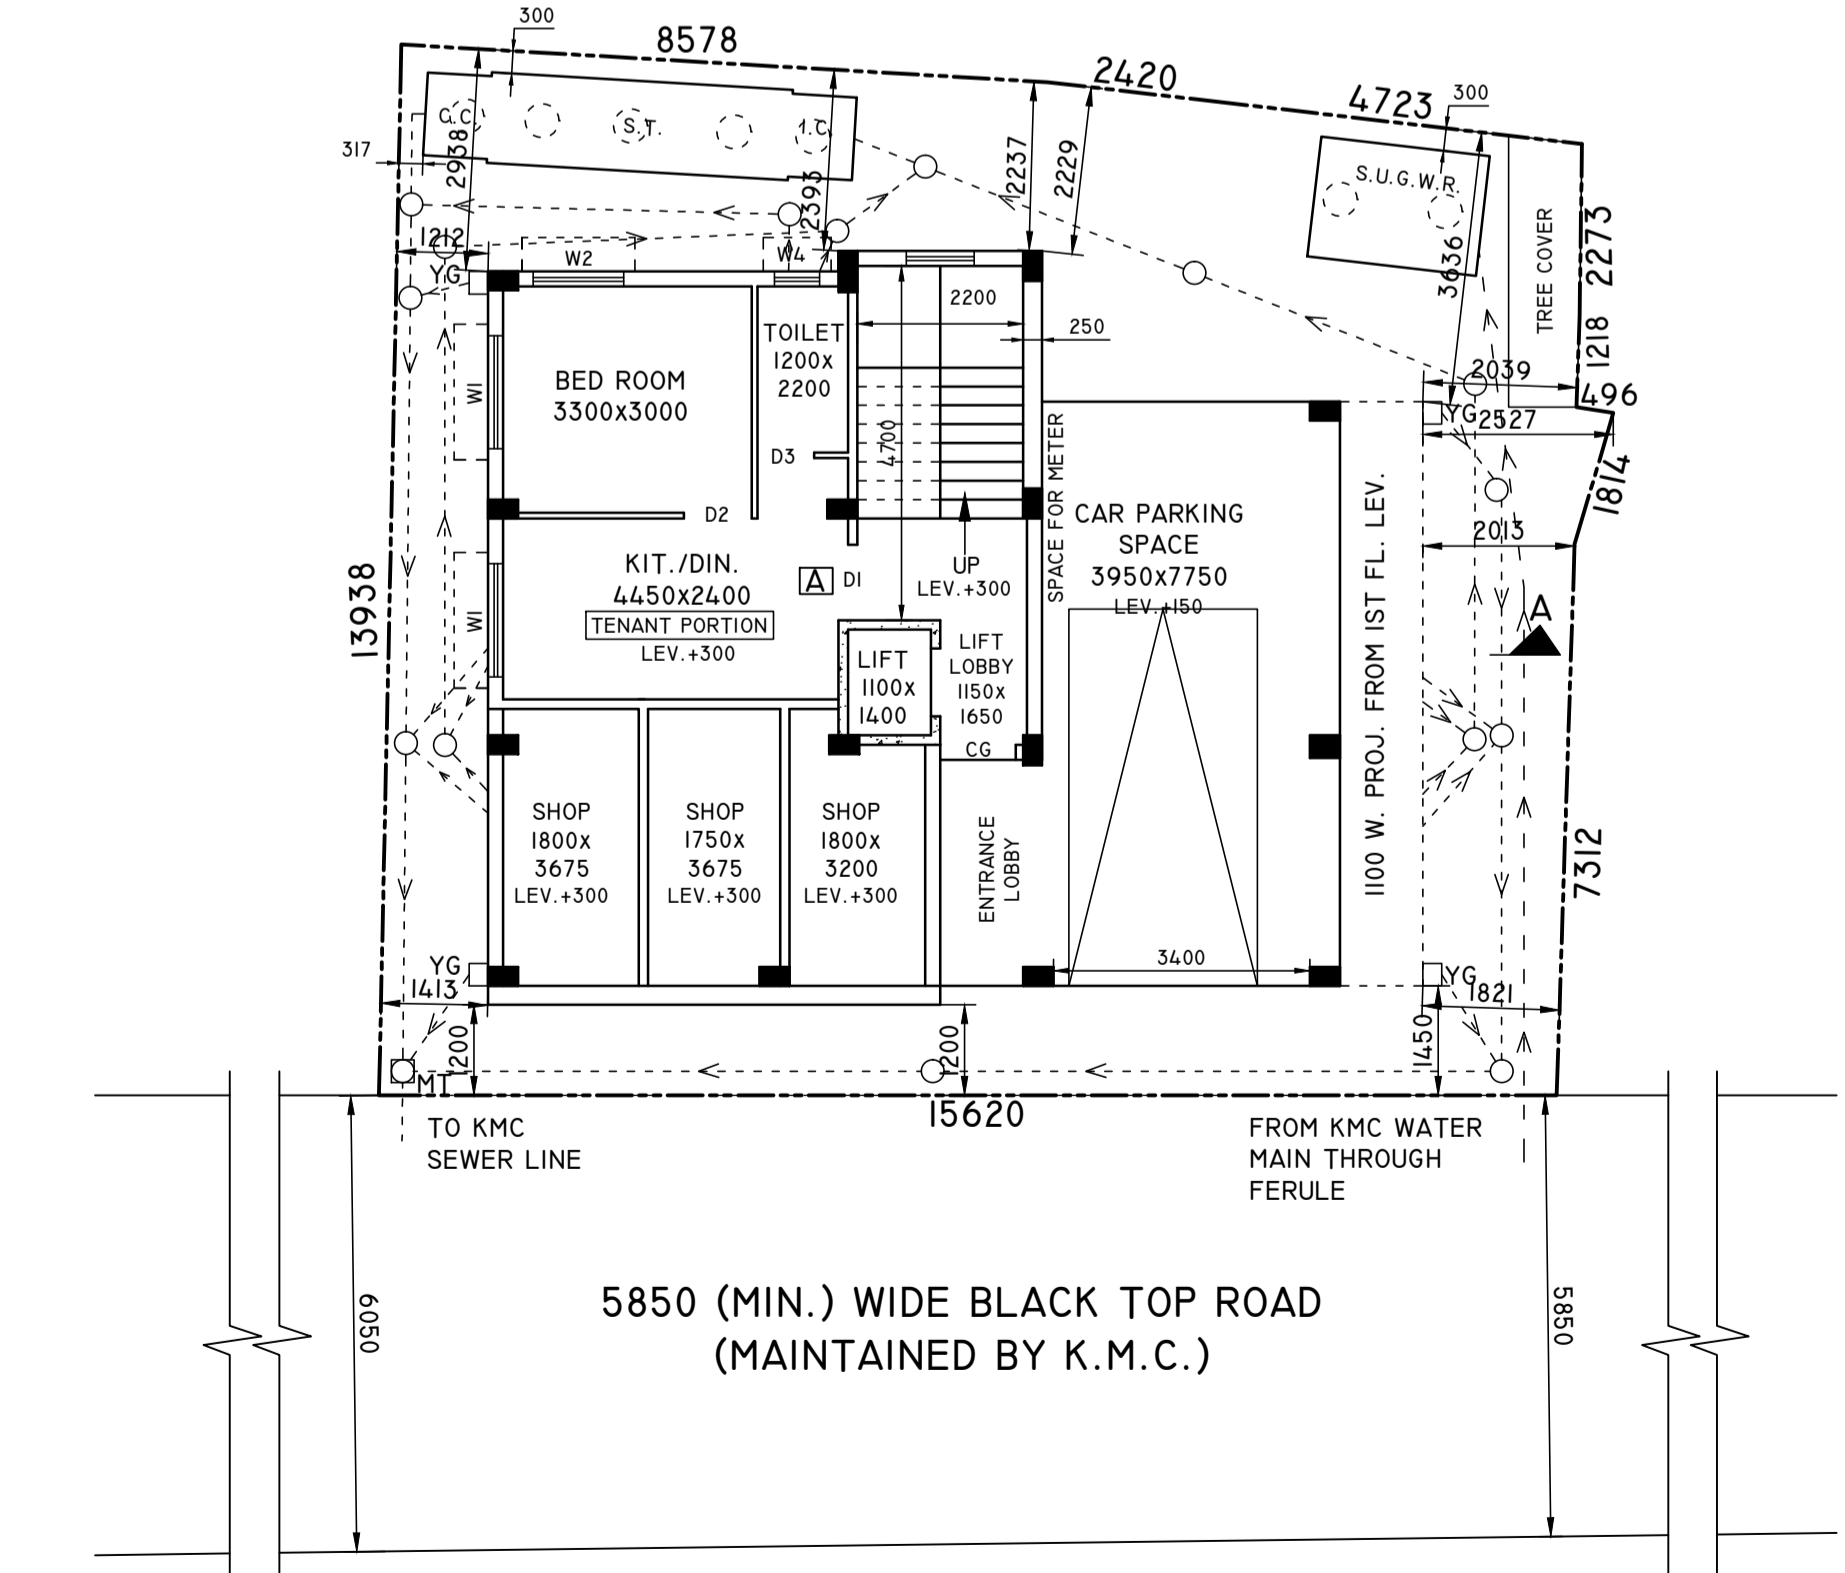 300
8578
2420
4723
300
G.C.
S.T.
I.C
317
2938
2393
2237
2229
S.U.G.W.R.
3636
TREE COVER
2273
1218
496
1212
YG
W2
W4
2200
250
TOILET
1200X
2200
BED ROOM
3300X3000
W1
D3
4700
D2
SPACE FOR METER
2039
YG
2527
1814
2013
CAR PARKING
SPACE
3950X7750
LEV.+150
1100 W. PROJ. FROM 1ST FL. LEV.
KIT./DIN.
4450X2400
TENANT PORTION
LEV.+300
A
D1
UP
LEV.+300
W1
13938
LIFT
1100X
1400
LIFT
LOBBY
1150X
1650
CG
A
SHOP
1800X
3675
LEV.+300
SHOP
1750X
3675
LEV.+300
SHOP
1800X
3200
LEV.+300
ENTRANCE
LOBBY
7312
3400
YG
1413
YG
1821
1200
1200
1450
MT
15620
TO KMC
SEWER LINE
FROM KMC WATER
MAIN THROUGH
FERULE
6050
5850
5850 (MIN.) WIDE BLACK TOP ROAD
(MAINTAINED BY K.M.C.)